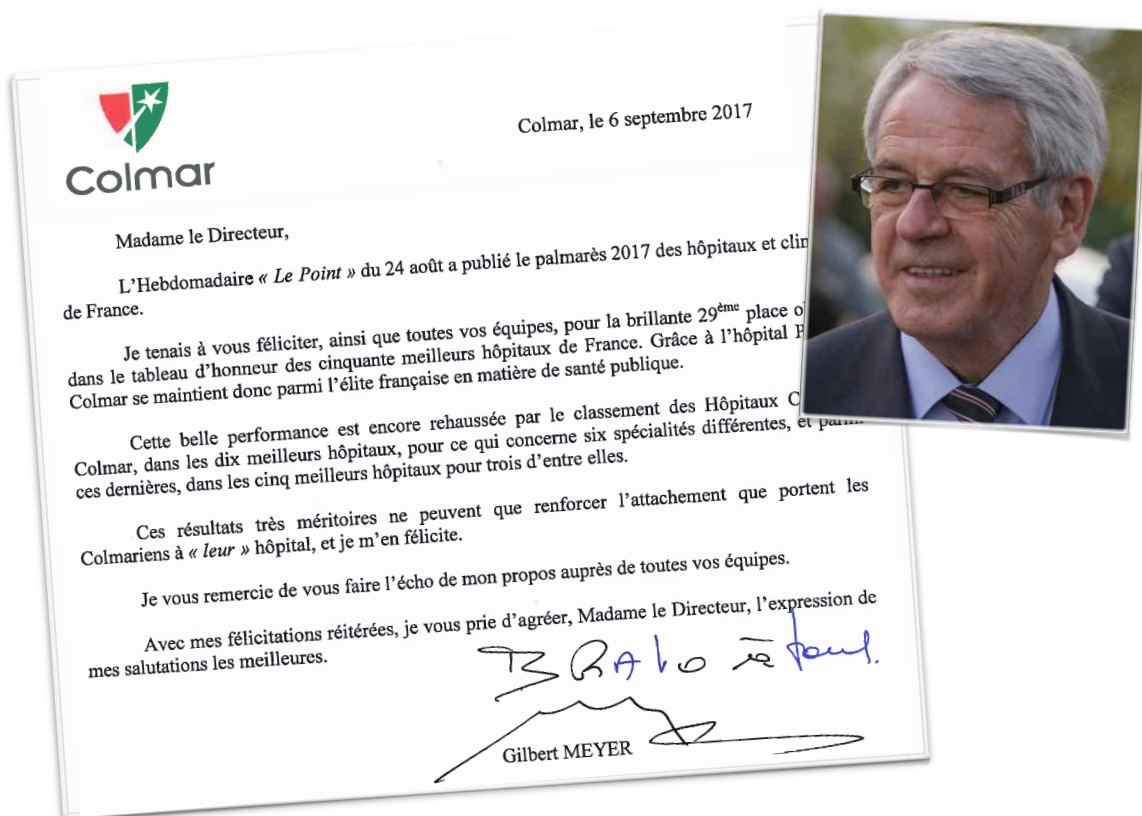 Colmar
Colmar, le 6 septembre 2017
Madame le Directeur,
L'Hebdomadaire « Le Point » du 24 août a publié le palmarès 2017 des hôpitaux et
de France.
Je tenais à vous féliciter, ainsi que toutes vos équipes, pour la brillante 29ème place
dans le tableau d'honneur des cinquante meilleurs hôpitaux de France. Grâce à l'hôpital
Colmar se maintient donc parmi l'élite française en matière de santé publique.
Cette belle performance est encore rehaussée par le classement des Hôpitaux
Colmar, dans les dix meilleurs hôpitaux, pour ce qui concerne six spécialités différentes, et parmi
ces dernières, dans les cinq meilleurs hôpitaux pour trois d'entre elles.
Ces résultats très méritoires ne peuvent que renforcer l'attachement que portent les
Colmariens à « leur » hôpital, et je m'en félicite.
Je vous remercie de vous faire l'écho de mon propos auprès de toutes vos équipes.
Avec mes félicitations réitérées, je vous prie d'agréer, Madame le Directeur, l'expression de
mes salutations les meilleures.
BRAVO à tous.
Gilbert MEYER